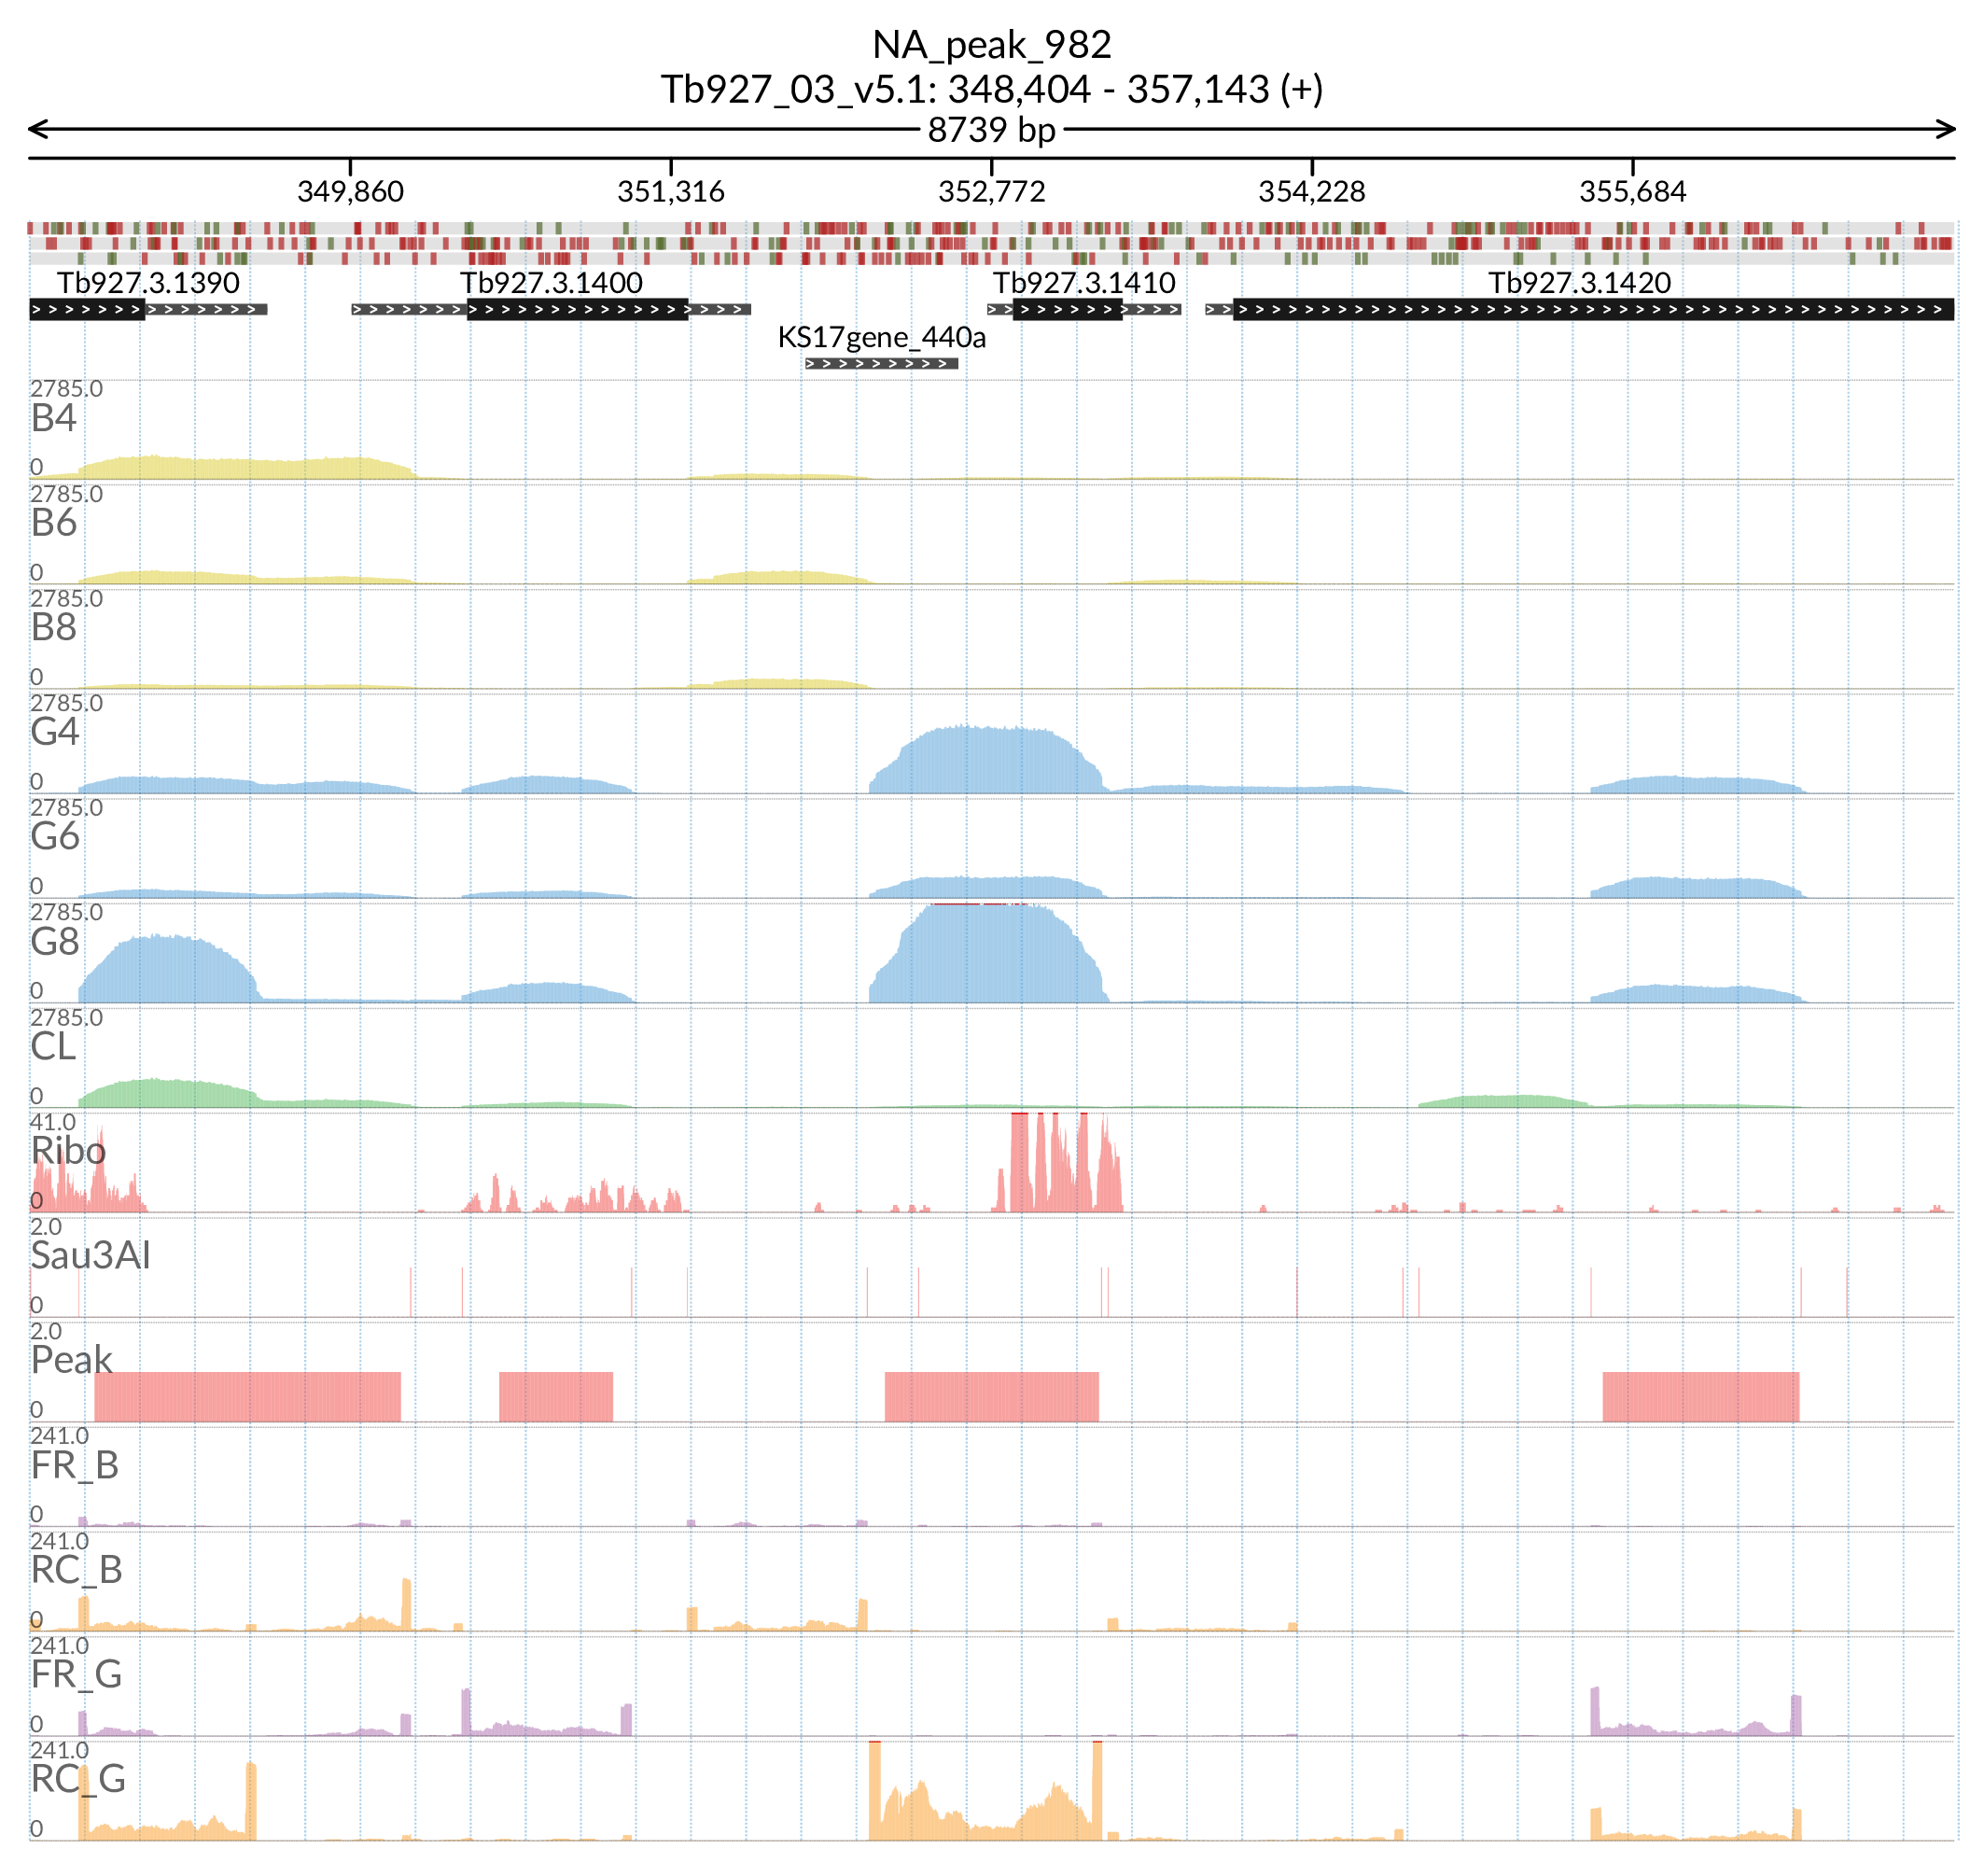 NA_peak_982
Tb927_03_v5.1: 348,404 - 357,143 (+)
8739 bp
349,860 351,316 352,772 354,228 355,684
Tb927.3.1390 Tb927.3.1400 Tb927.3.1410 Tb927.3.1420
KS17gene_440a
2785.0
B4
0
2785.0
B6
0
2785.0
B8
0
2785.0
G4
0
2785.0
G6
0
2785.0
G8
0
2785.0
CL
0
41.0
Ribo
0
2.0
Sau3AI
0
2.0
Peak
0
241.0
FR_B
0
241.0
RC_B
0
241.0
FR_G
0
241.0
RC_G
0